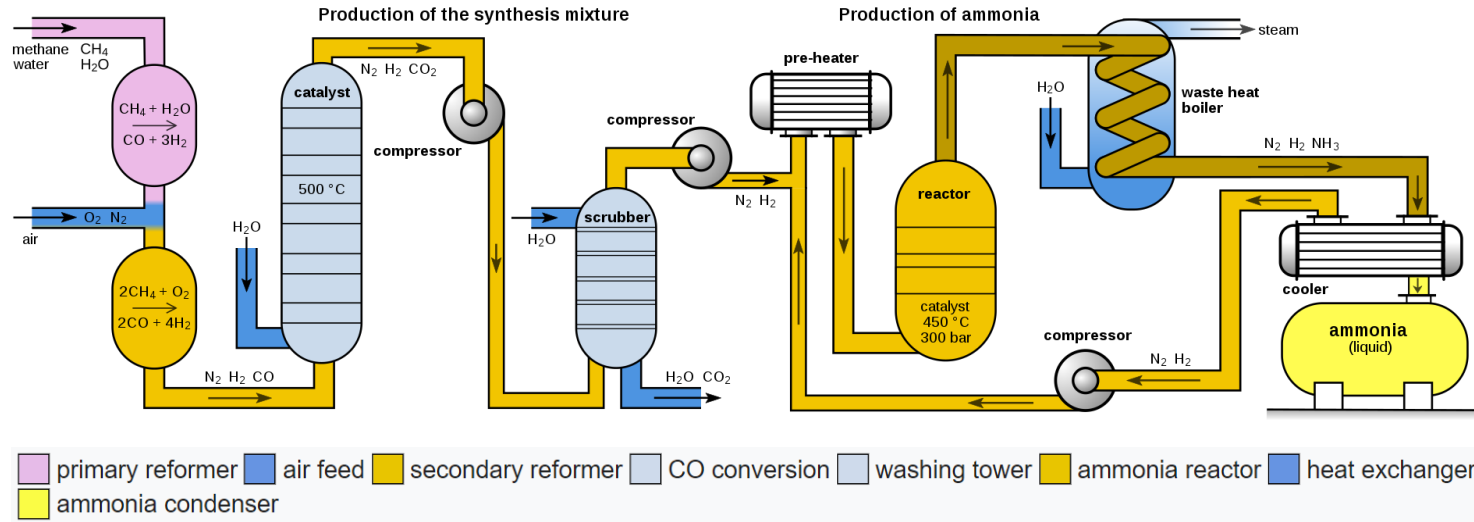 Production of the synthesis mixture
Production of ammonia
methane CH₄
water H₂O
CH₄ + H₂O
CO + 3H₂
O₂ N₂
air
2CH₄ + O₂
2CO + 4H₂
N₂ H₂ CO
H₂O
catalyst
500 °C
N₂ H₂ CO₂
compressor
H₂O
scrubber
H₂O CO₂
compressor
N₂ H₂
pre-heater
reactor
catalyst
450 °C
300 bar
H₂O
steam
waste heat
boiler
N₂ H₂ NH₃
cooler
ammonia
(liquid)
N₂ H₂
compressor
primary reformer air feed secondary reformer CO conversion washing tower ammonia reactor heat exchanger
ammonia condenser